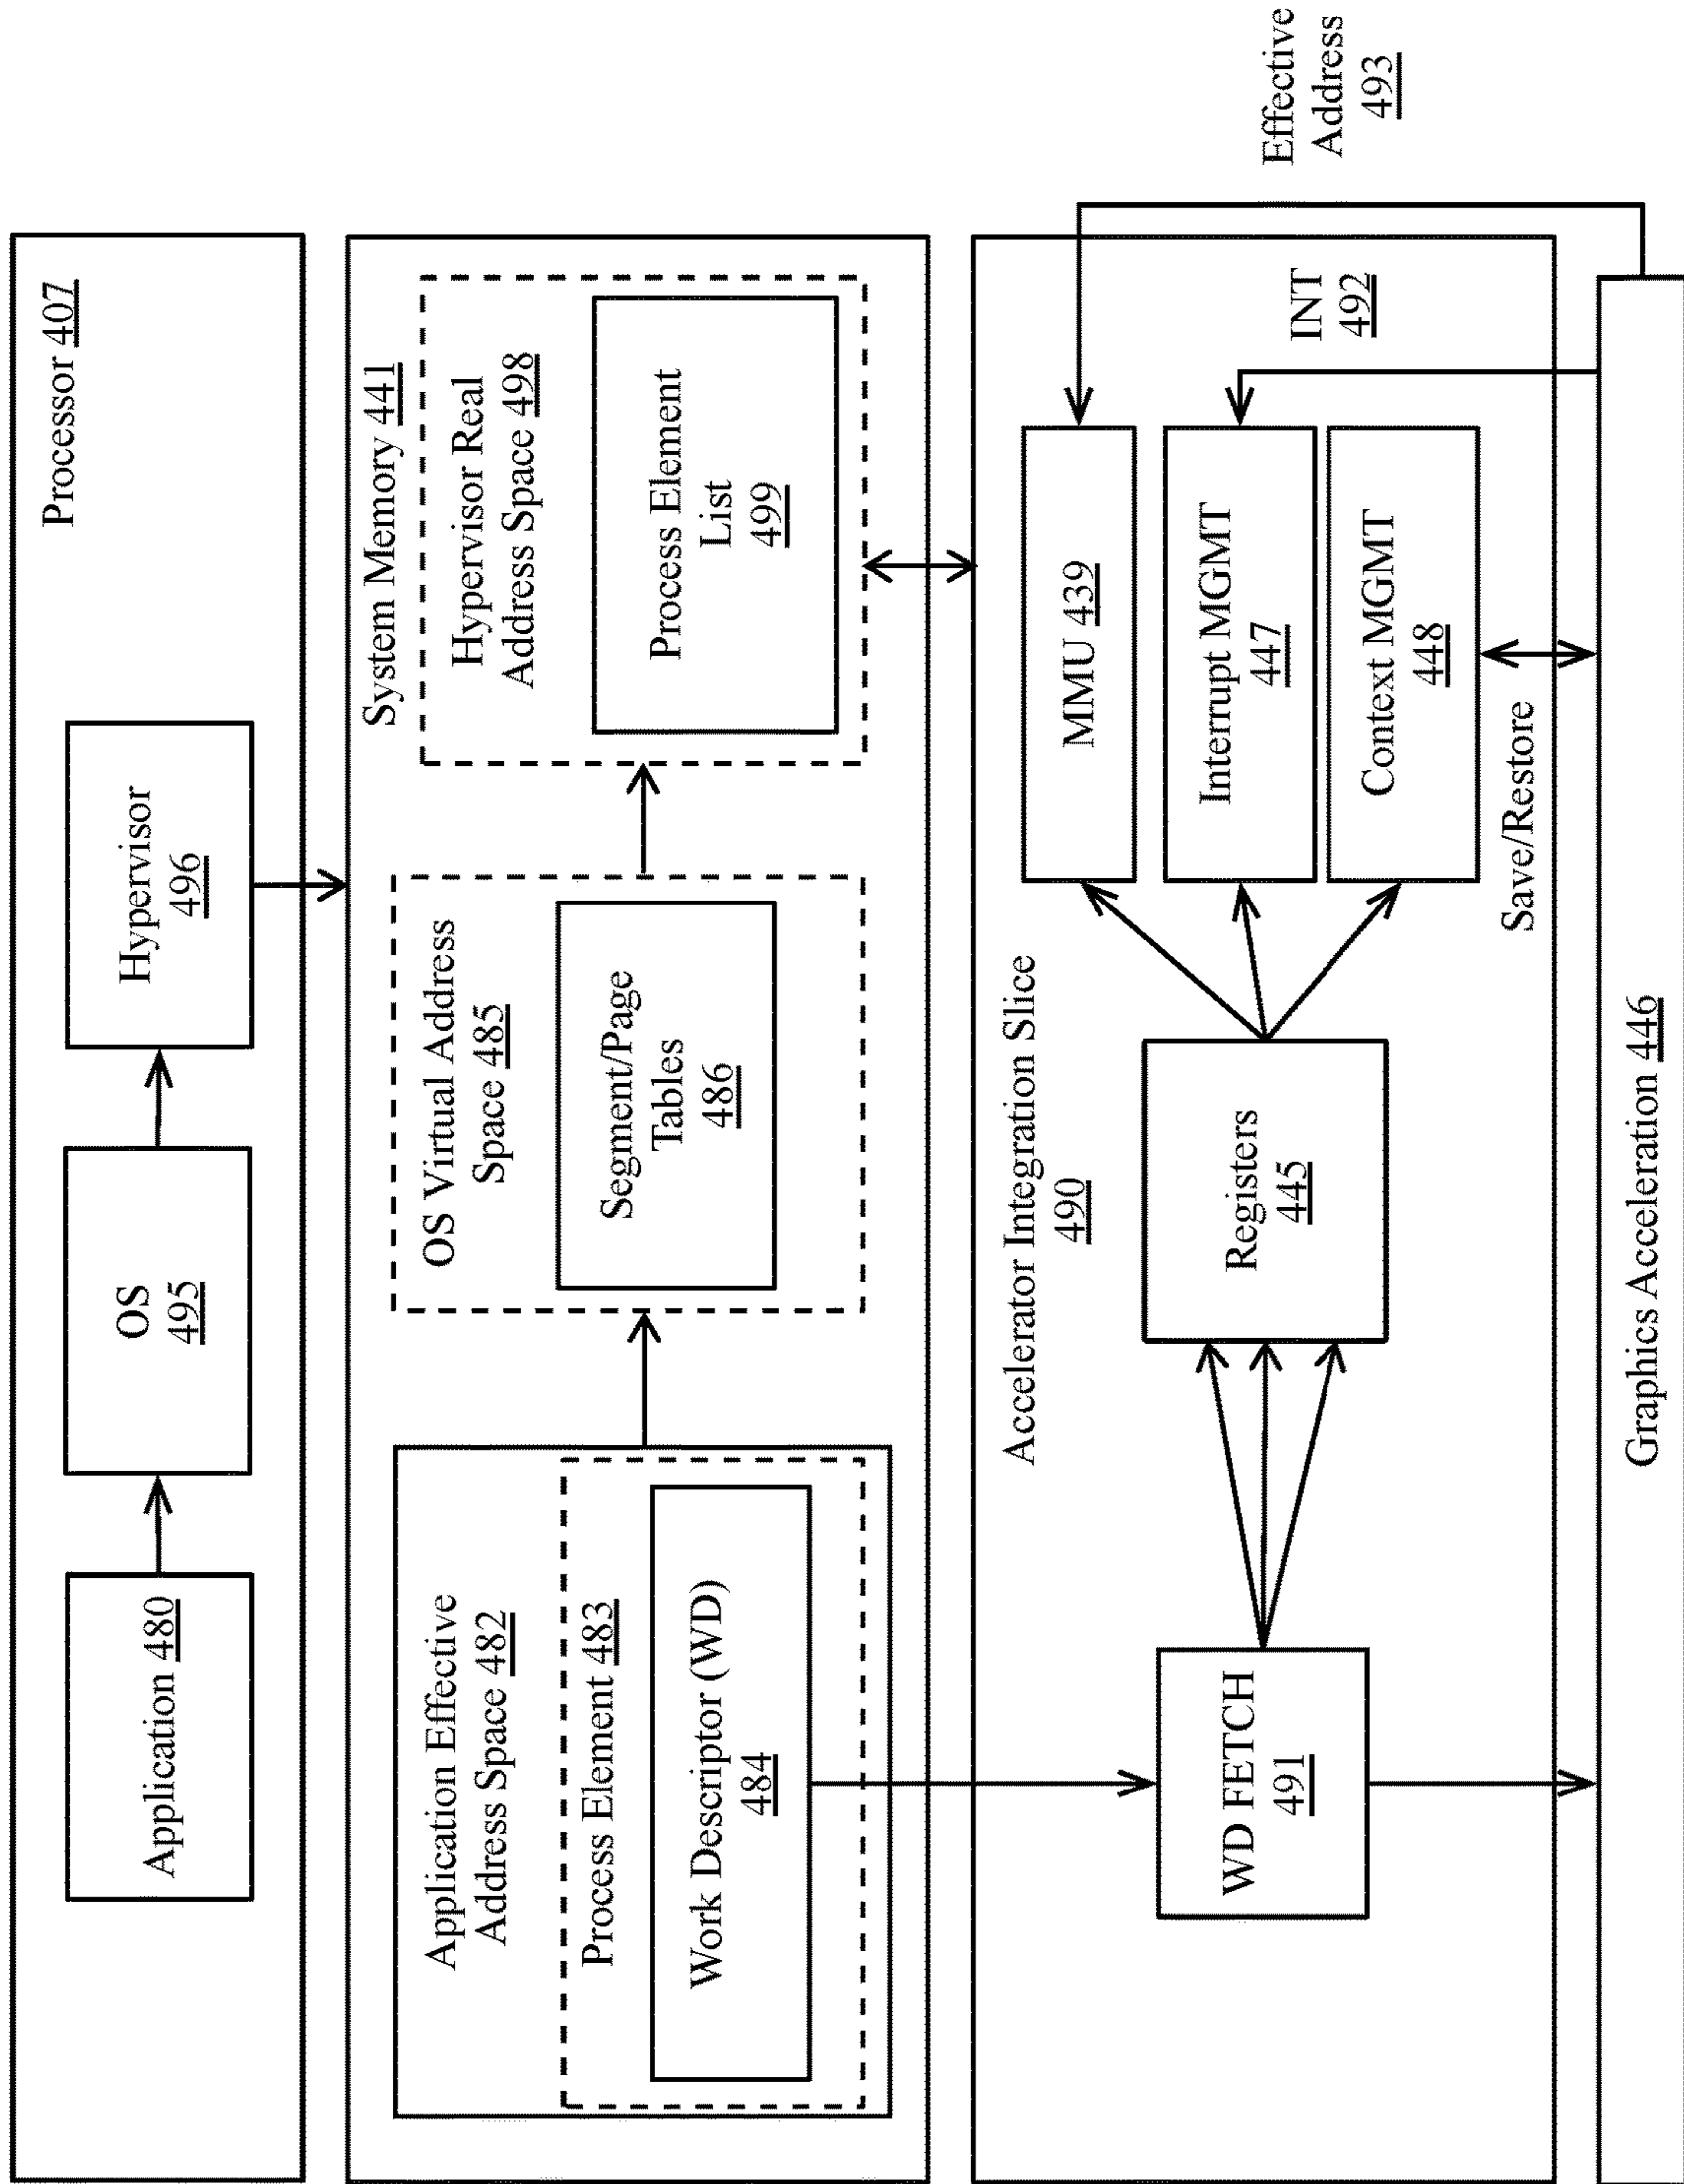 Processor 407
Application 480
OS
495
Hypervisor
496
System Memory 441
Application Effective
Address Space 482
Process Element 483
Work Descriptor (WD)
484
OS Virtual Address
Space 485
Segment/Page
Tables
486
Hypervisor Real
Address Space 498
Process Element
List
499
Accelerator Integration Slice
490
WD FETCH
491
Registers
445
MMU 439
Interrupt MGMT
447
Context MGMT
448
INT
492
Effective
Address
493
Save/Restore
Graphics Acceleration 446